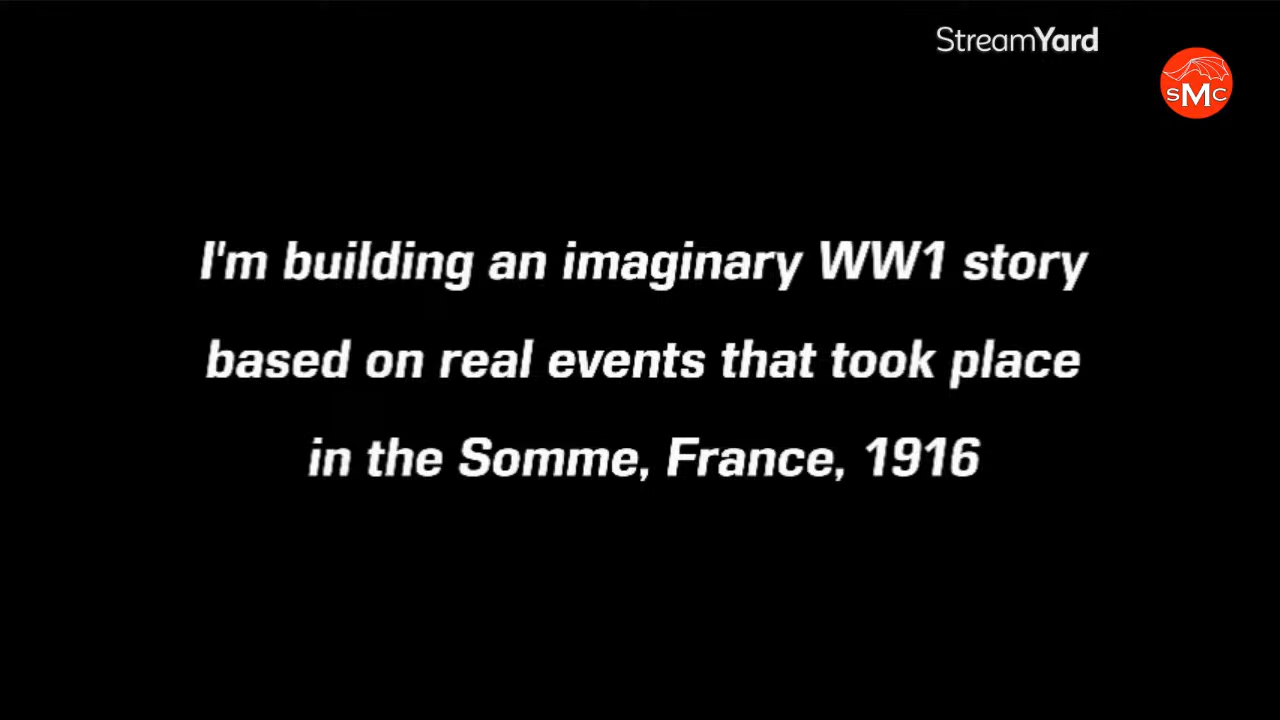 StreamYard
SMC
I'm building an imaginary WW1 story
based on real events that took place
in the Somme, France, 1916